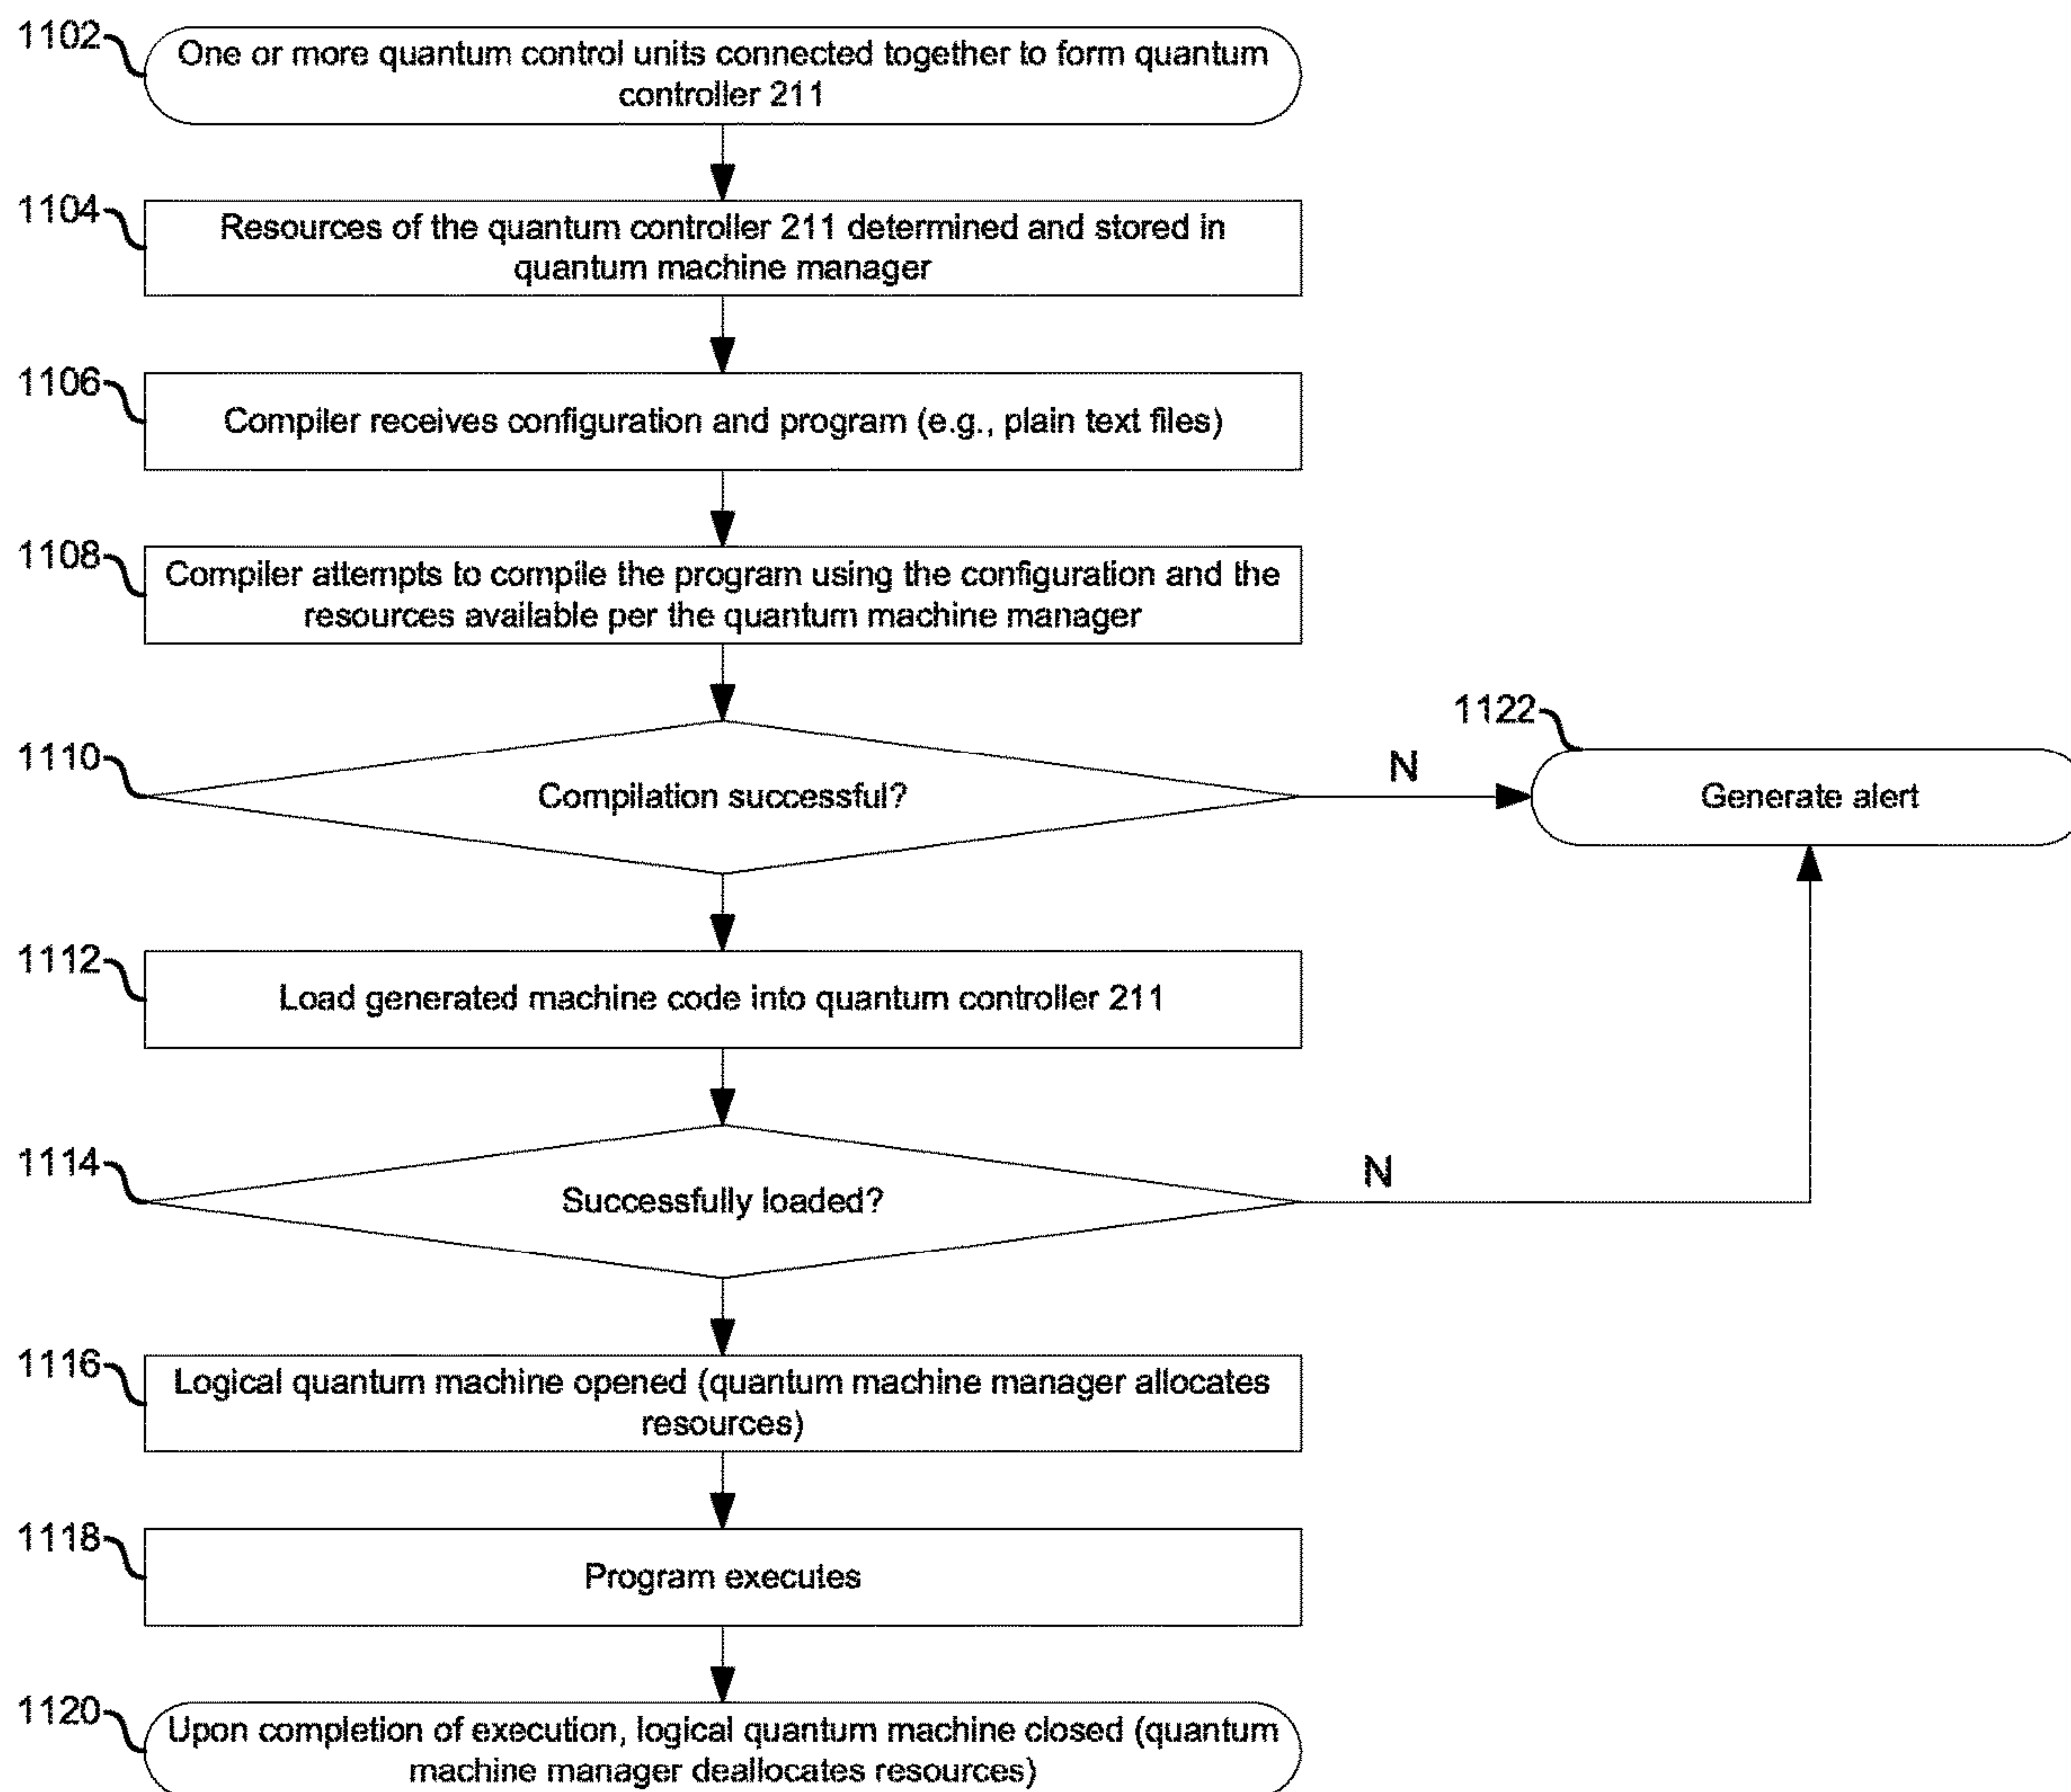 1102
One or more quantum control units connected together to form quantum
controller 211
1104
Resources of the quantum controller 211 determined and stored in
quantum machine manager
1106
Compiler receives configuration and program (e.g., plain text files)
1108
Compiler attempts to compile the program using the configuration and the
resources available per the quantum machine manager
1110
Compilation successful?
N
1122
Generate alert
1112
Load generated machine code into quantum controller 211
1114
Successfully loaded?
N
1116
Logical quantum machine opened (quantum machine manager allocates
resources)
1118
Program executes
1120
Upon completion of execution, logical quantum machine closed (quantum
machine manager deallocates resources)